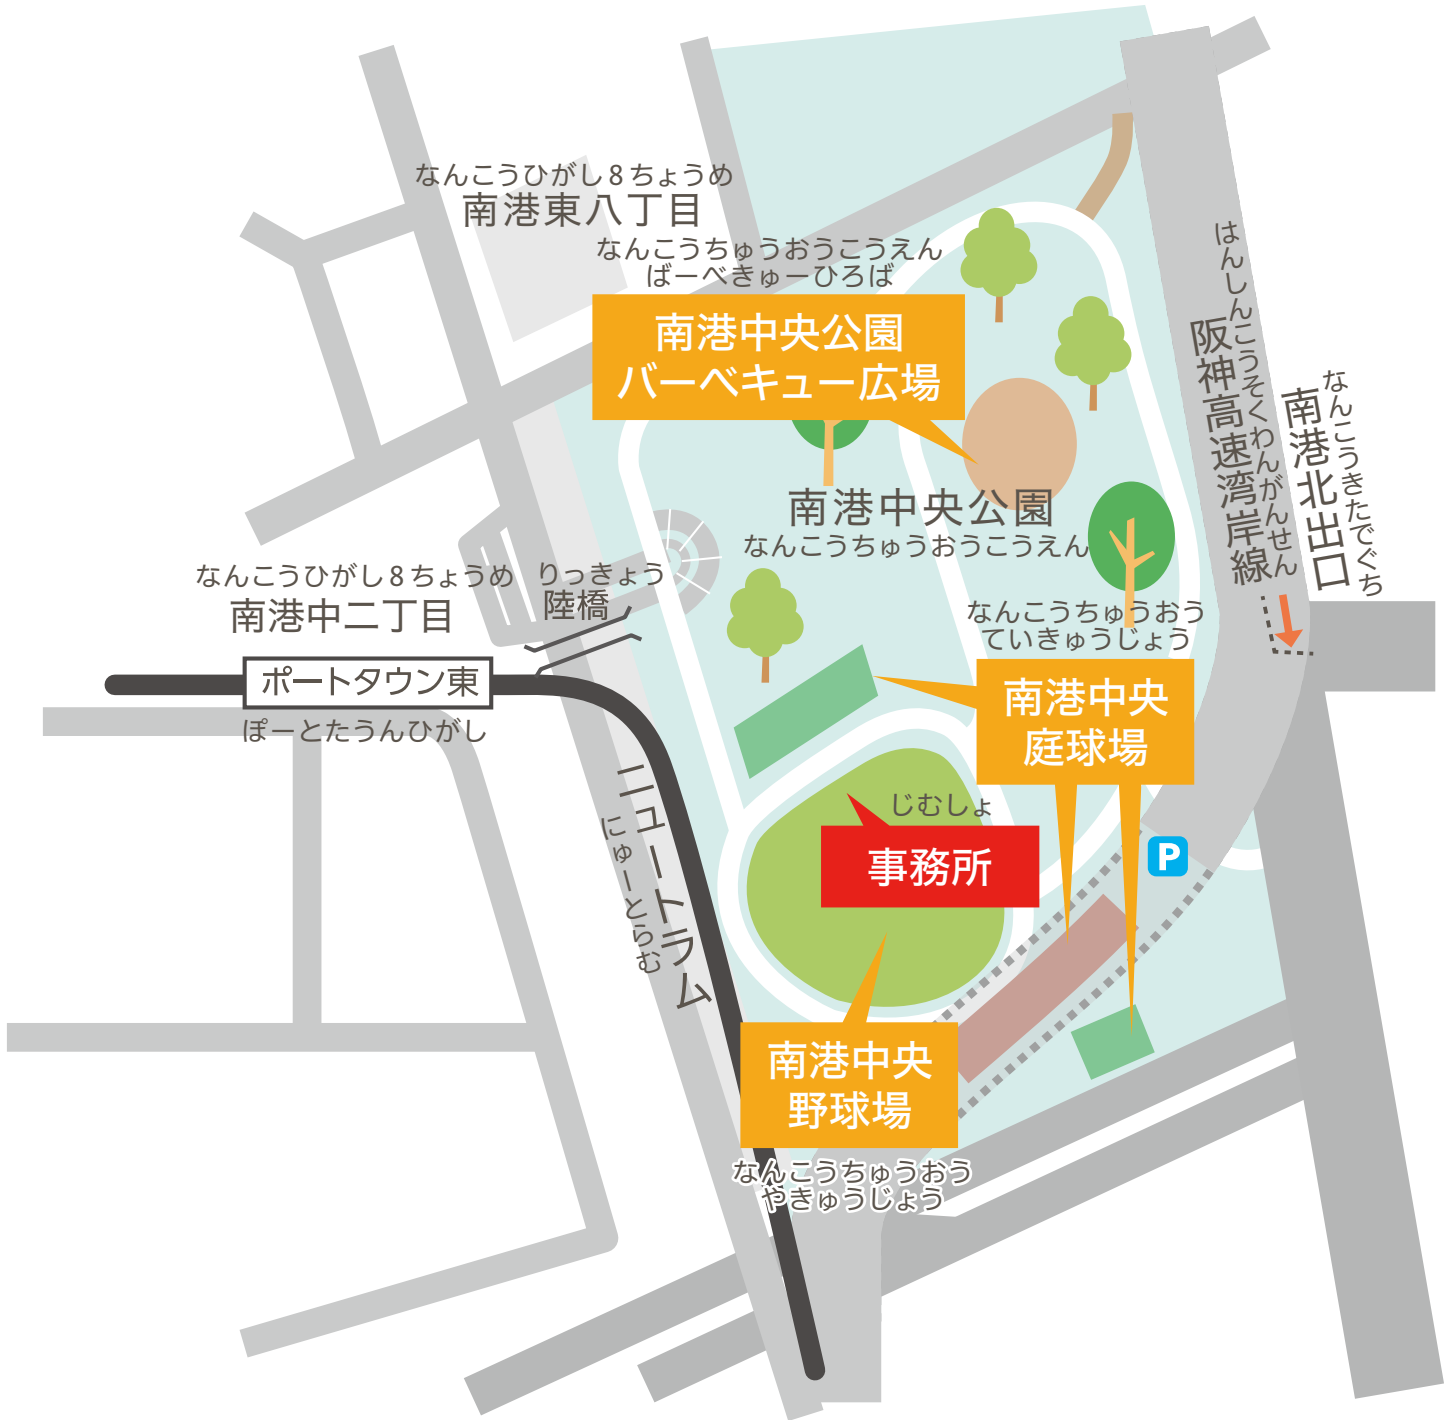 なんこうひがし8ちょうめ
南港東八丁目
なんこうちゅうおうこうえん
ばーべきゅーひろば
南港中央公園
バーベキュー広場
はんしんこうそくわんがんせん
阪神高速湾岸線
なんこうきたでぐち
南港北出口
南港中央公園
なんこうちゅうおうこうえん
なんこうひがし8ちょうめ
南港中二丁目
りっきょう
陸橋
なんこうちゅうおう
ていきゅうじょう
南港中央
庭球場
ポートタウン東
ぽーとたうんひがし
ニュートラム
にゅーとらむ
じむしょ
事務所
P
南港中央
野球場
なんこうちゅうおう
やきゅうじょう